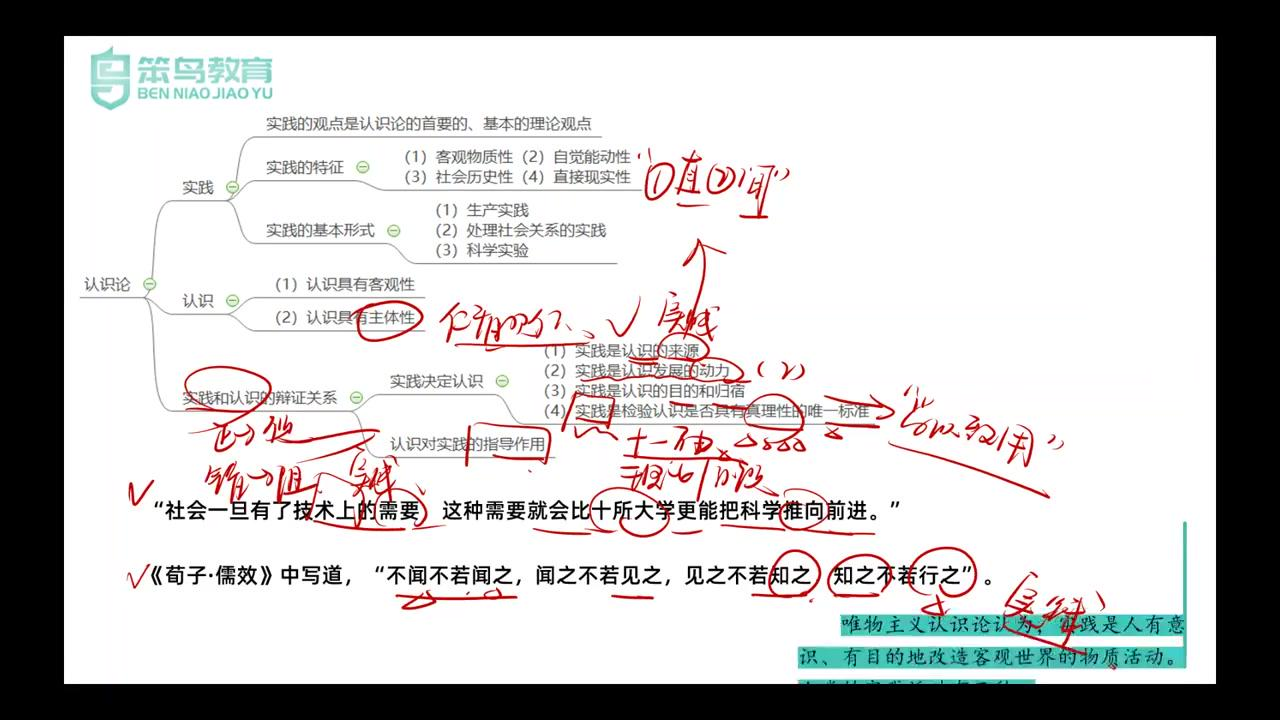 笨鸟教育
BEN NIAO JIAO YU
实践的观点是认识论的首要的、基本的理论观点
实践的特征
（1）客观物质性（2）自觉能动性
（3）社会历史性（4）直接现实性
“①直②间”
实践
实践的基本形式
（1）生产实践
（2）处理社会关系的实践
（3）科学实验
认识论
认识
（1）认识具有客观性
（2）认识具有主体性
实践
实践和认识的辩证关系
实践决定认识
（1）实践是认识的来源
（2）实践是认识发展的动力
（3）实践是认识的目的和归宿
（4）实践是检验认识是否具有真理性的唯一标准
认识对实践的指导作用
“学以致用”
实践
“社会一旦有了技术上的需要，这种需要就会比十所大学更能把科学推向前进。”
《荀子·儒效》中写道，“不闻不若闻之，闻之不若见之，见之不若知之，知之不若行之”。
实践
唯物主义认识论认为，实践是人有意
识、有目的地改造客观世界的物质活动。